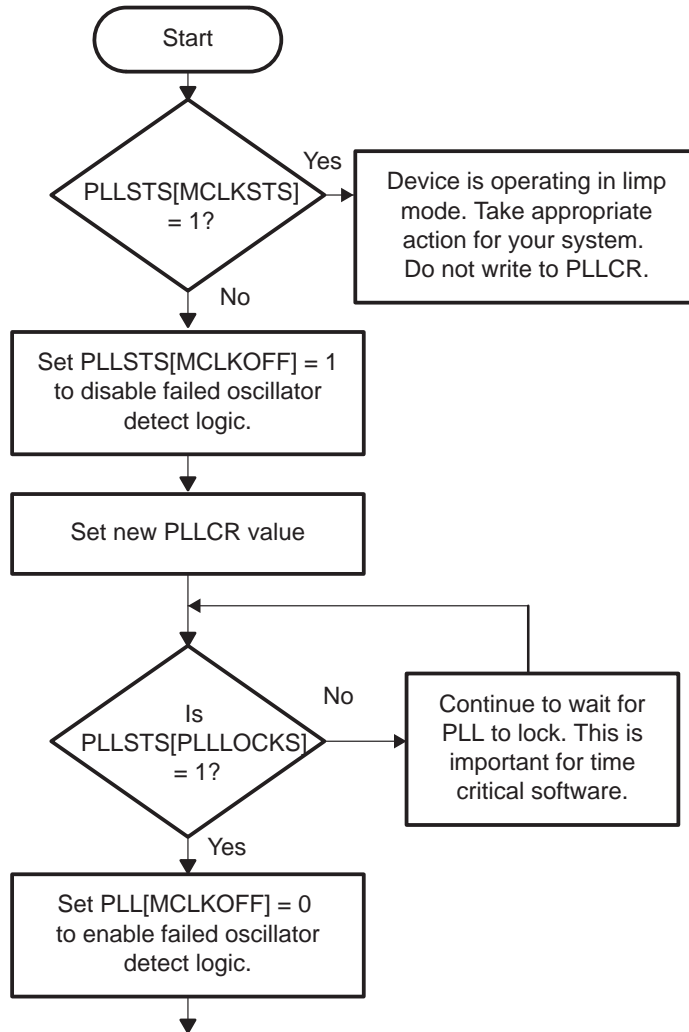 Start
PLLSTS[MCLKSTS]
= 1?
Yes
Device is operating in limp
mode. Take appropriate
action for your system.
Do not write to PLLCR.
No
Set PLLSTS[MCLKOFF] = 1
to disable failed oscillator
detect logic.
Set new PLLCR value
Is
PLLSTS[PLLLOCKS]
= 1?
No
Continue to wait for
PLL to lock. This is
important for time
critical software.
Yes
Set PLL[MCLKOFF] = 0
to enable failed oscillator
detect logic.